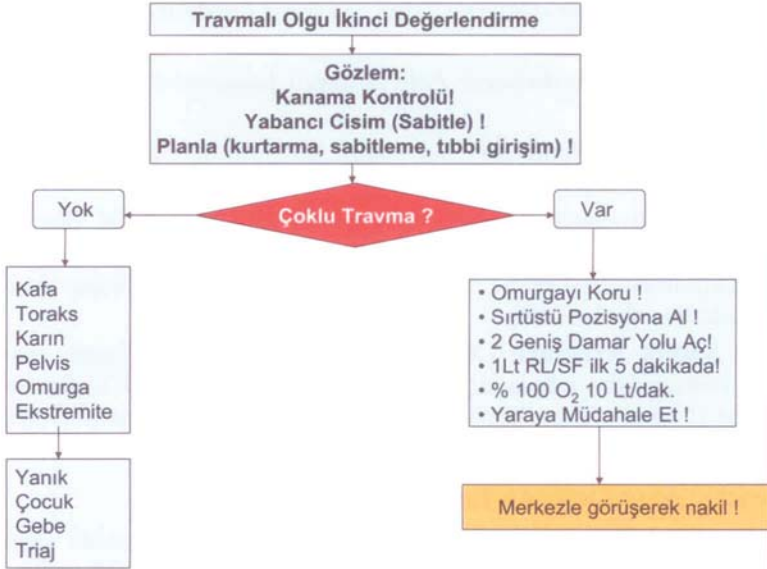 Travmalı Olgu İkinci Değerlendirme
Gözlem:
Kanama Kontrolü!
Yabancı Cisim (Sabitle) !
Planla (kurtarma, sabitleme, tıbbi girişim) !
Çoklu Travma ?
Yok
Kafa
Toraks
Karın
Pelvis
Omurga
Ekstremite
Yanık
Çocuk
Gebe
Triaj
Var
• Omurgayı Koru !
• Sırtüstü Pozisyona Al !
• 2 Geniş Damar Yolu Aç!
• 1Lt RL/SF ilk 5 dakikada!
• % 100 O₂ 10 Lt/dak.
• Yaraya Müdahale Et !
Merkezle görüşerek nakil !